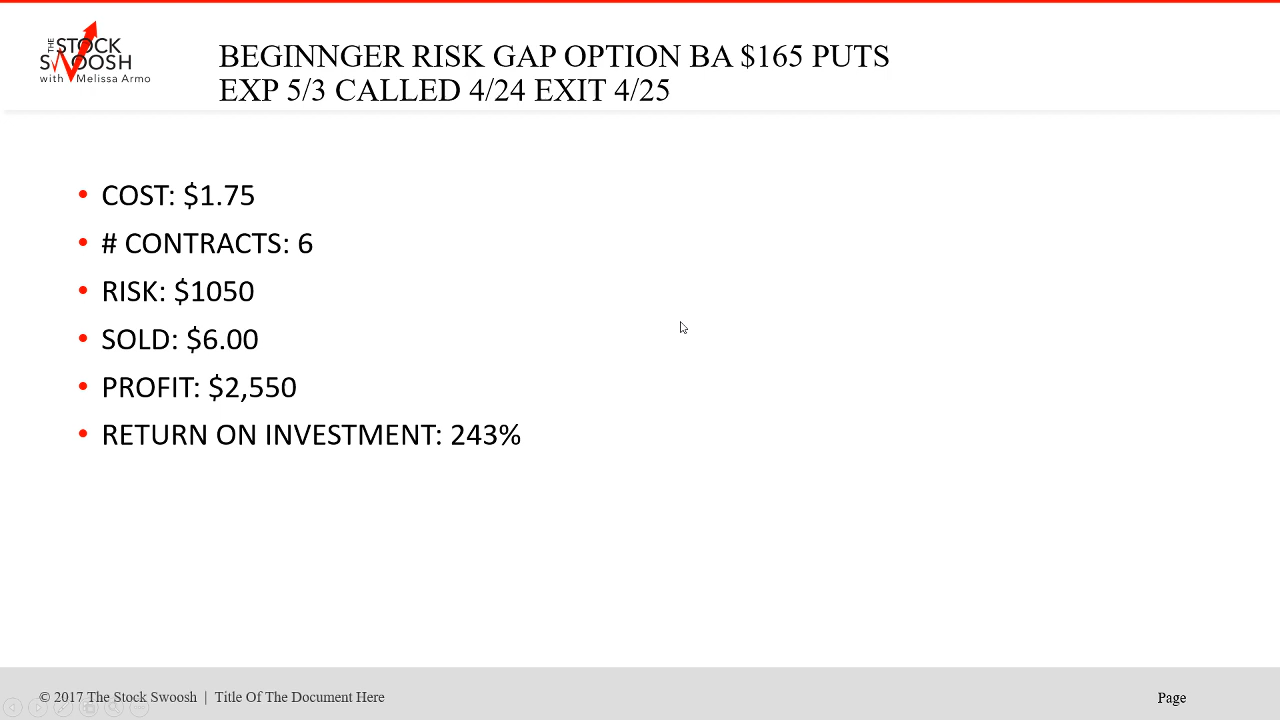 THE STOCK
SWOOSH
with Melissa Armo
BEGINNGER RISK GAP OPTION BA $165 PUTS
EXP 5/3 CALLED 4/24 EXIT 4/25
• COST: $1.75
• # CONTRACTS: 6
• RISK: $1050
• SOLD: $6.00
• PROFIT: $2,550
• RETURN ON INVESTMENT: 243%
© 2017 The Stock Swoosh | Title Of The Document Here
Page